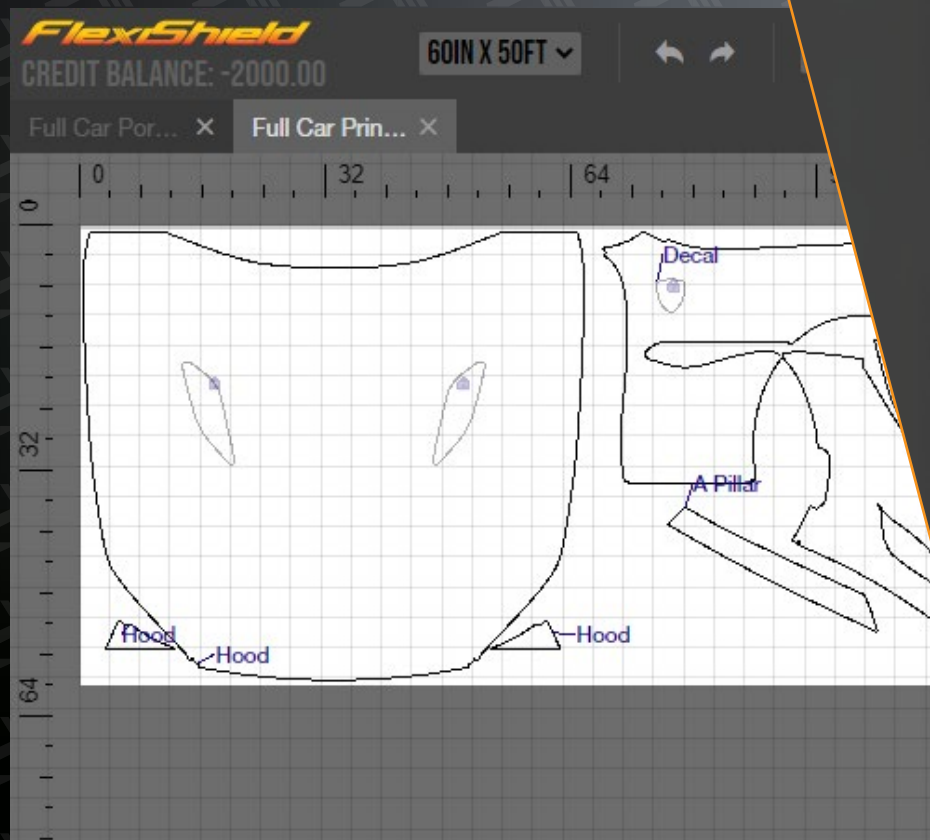 FlexiShield
CREDIT BALANCE: -2000.00
60IN X 50FT
Full Car Por... Full Car Prin...
0 32 64
0
Decal
32
A Pillar
Hood
Hood
Hood
64